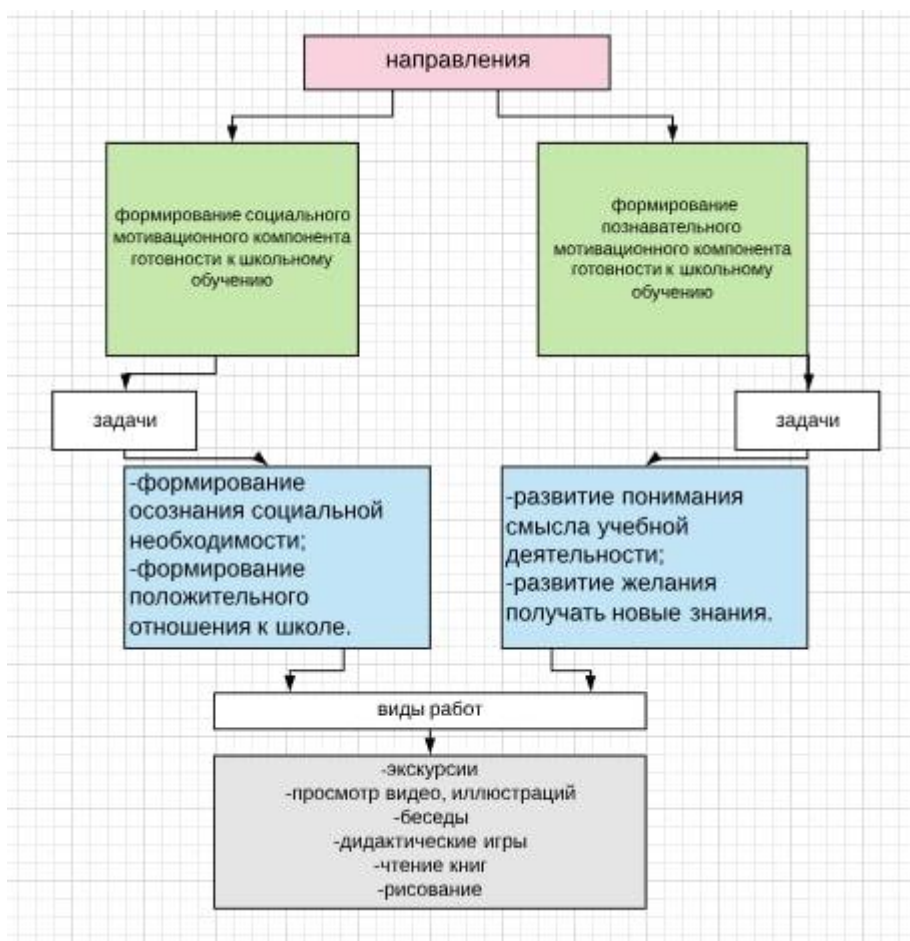 направления
формирование социального
мотивационного компонента
готовности к школьному
обучению
формирование
познавательного
мотивационного компонента
готовности к школьному
обучению
задачи
задачи
-формирование
осознания социальной
необходимости;
-формирование
положительного
отношения к школе.
-развитие понимания
смысла учебной
деятельности;
-развитие желания
получать новые знания.
виды работ
-экскурсии
-просмотр видео, иллюстраций
-беседы
-дидактические игры
-чтение книг
-рисование